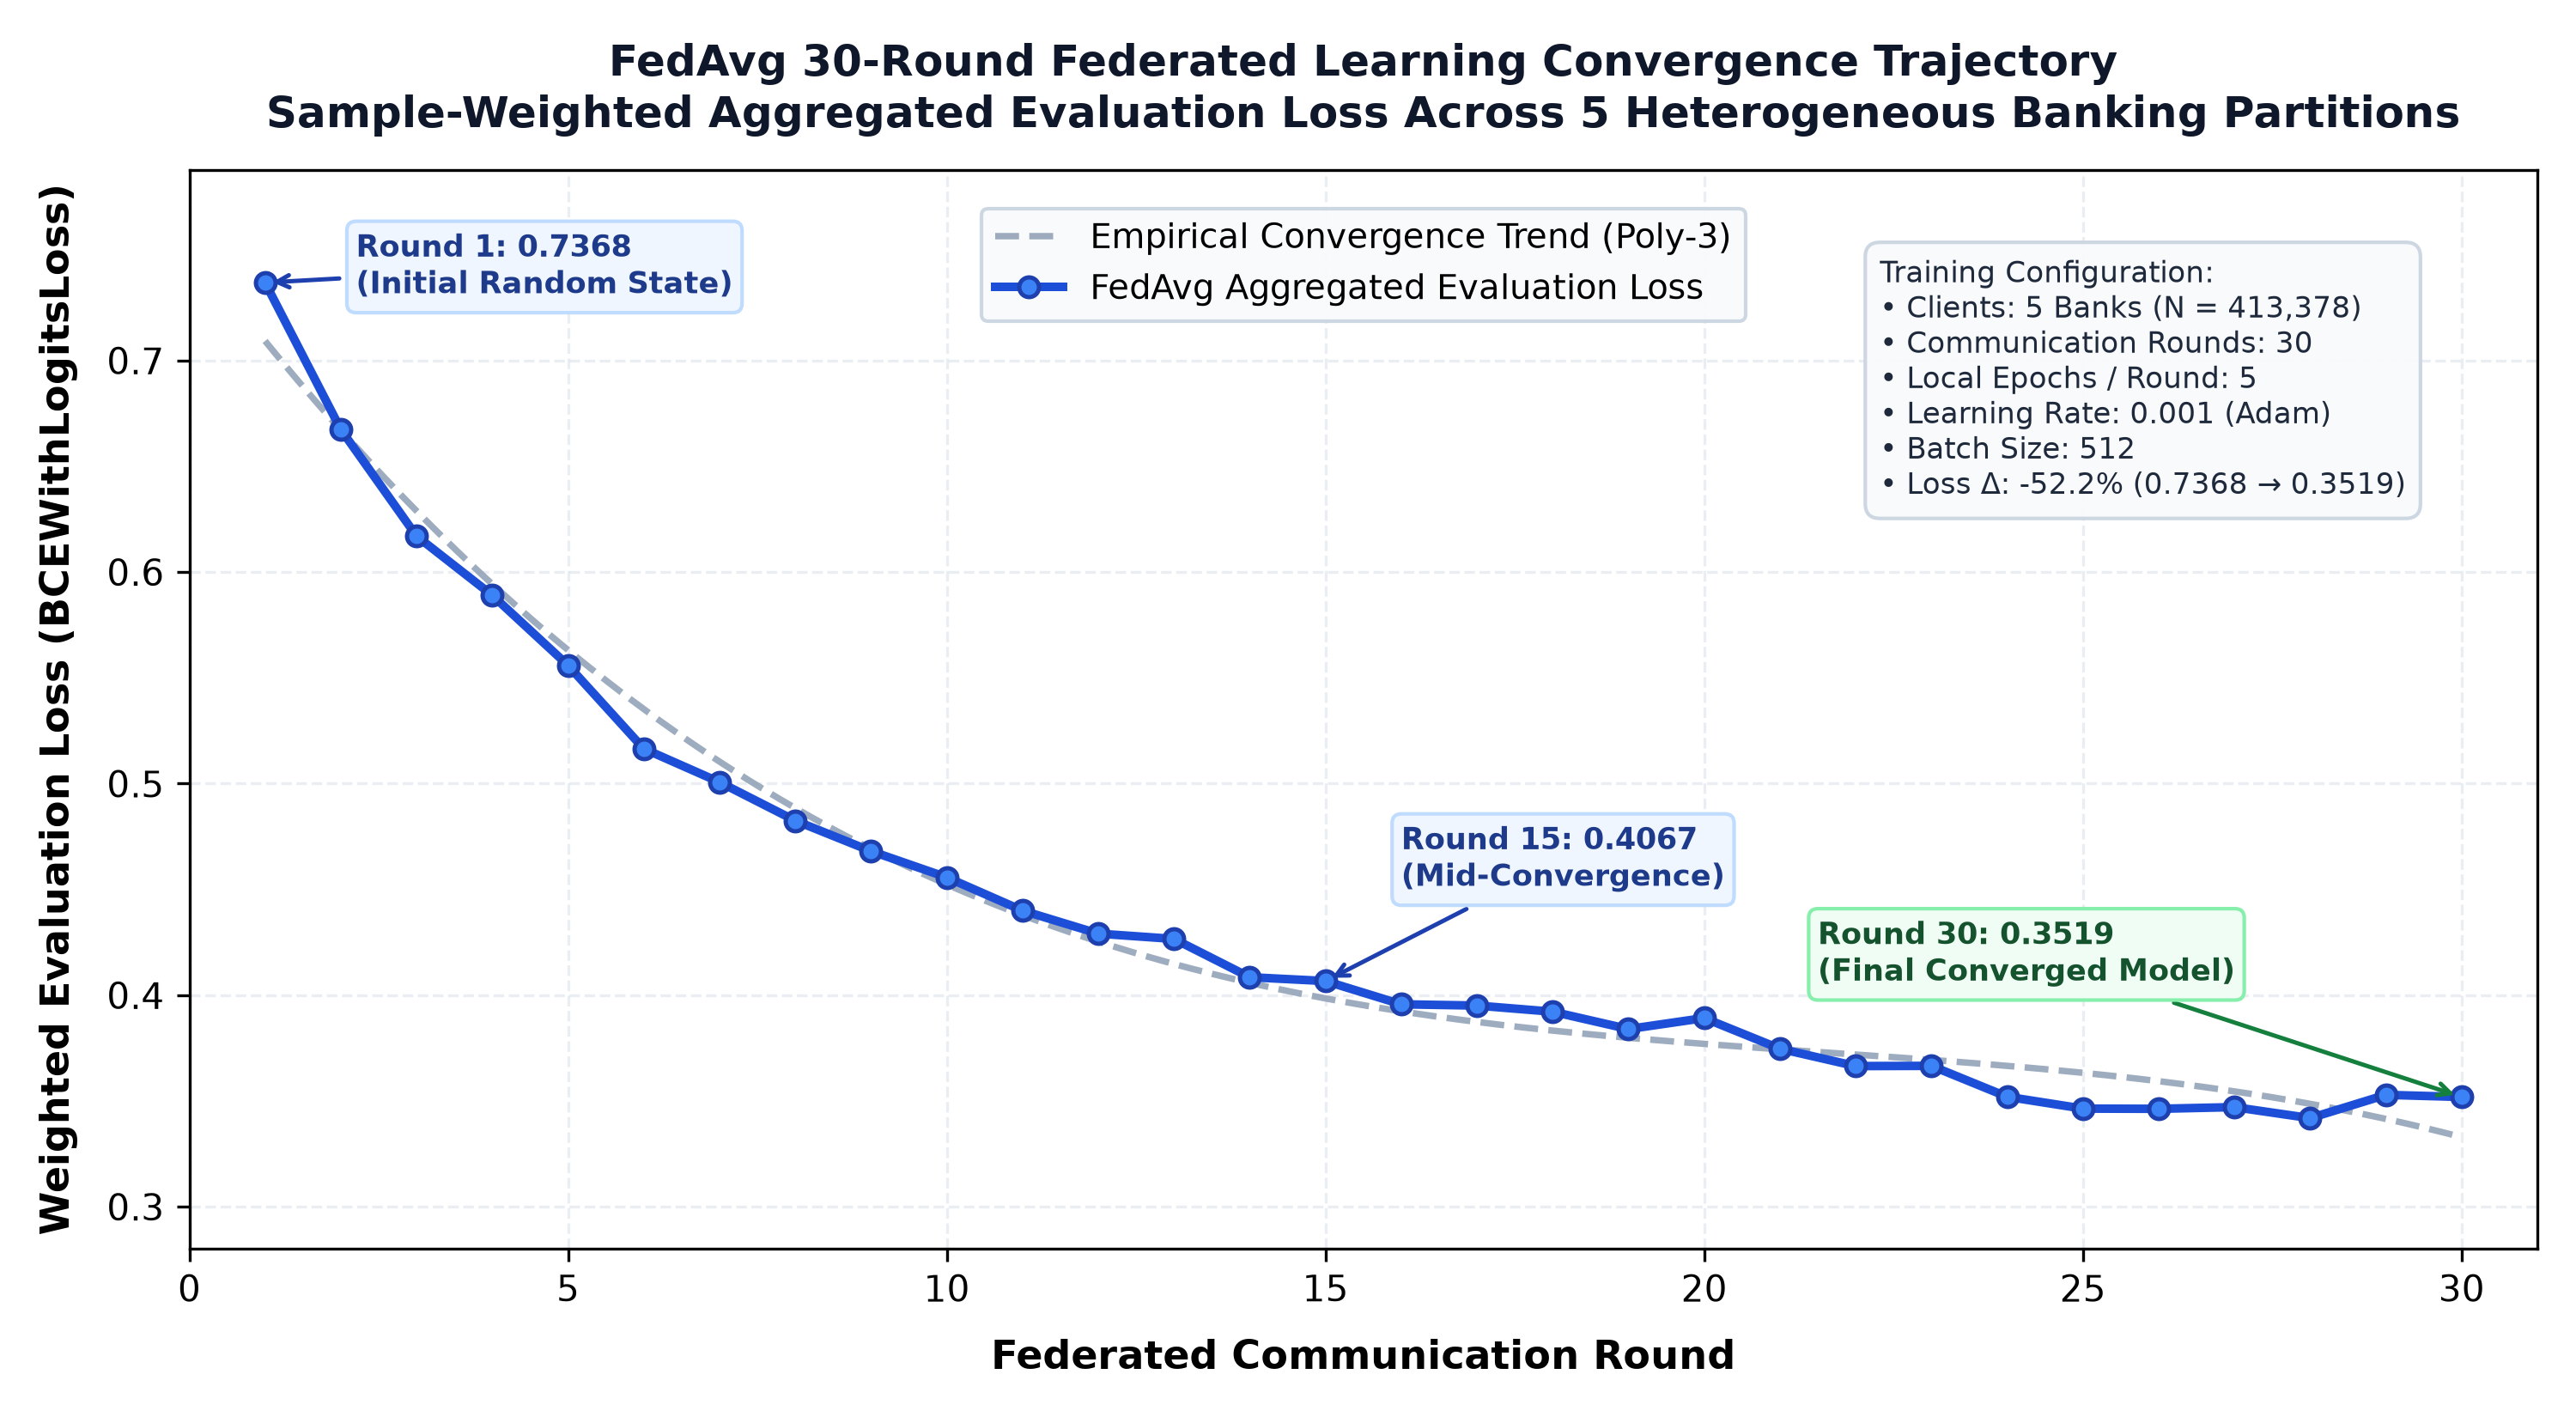 FedAvg 30-Round Federated Learning Convergence Trajectory
Sample-Weighted Aggregated Evaluation Loss Across 5 Heterogeneous Banking Partitions
Weighted Evaluation Loss (BCEWithLogitsLoss)
0.7
0.6
0.5
0.4
0.3
Round 1: 0.7368
(Initial Random State)
Empirical Convergence Trend (Poly-3)
FedAvg Aggregated Evaluation Loss
Training Configuration:
• Clients: 5 Banks (N = 413,378)
• Communication Rounds: 30
• Local Epochs / Round: 5
• Learning Rate: 0.001 (Adam)
• Batch Size: 512
• Loss Δ: -52.2% (0.7368 → 0.3519)
Round 15: 0.4067
(Mid-Convergence)
Round 30: 0.3519
(Final Converged Model)
0
5
10
15
20
25
30
Federated Communication Round